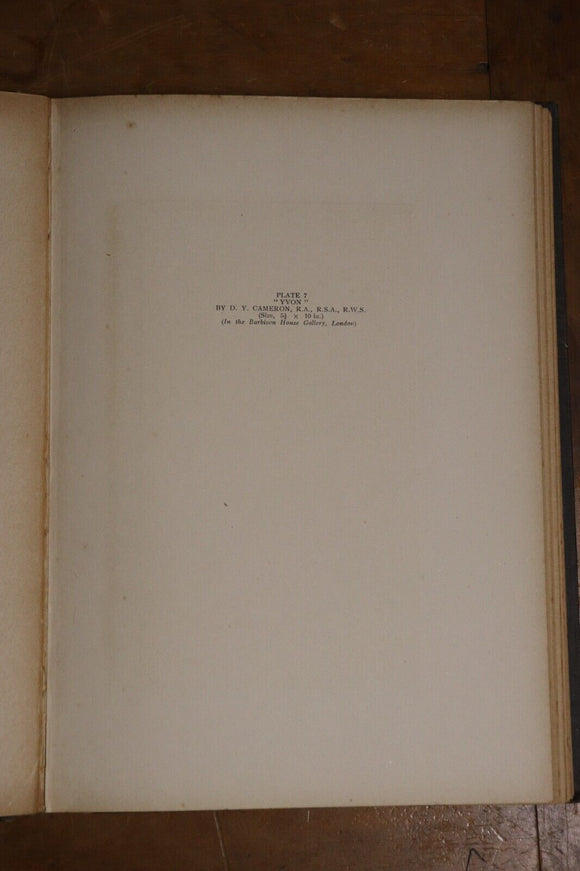 PLATE 7
" YVON "
BY D. Y. CAMERON, R.A., R.S.A., R.W.S.
(Size, × 10 in.)
(In the Barbizon House Gallery, London)